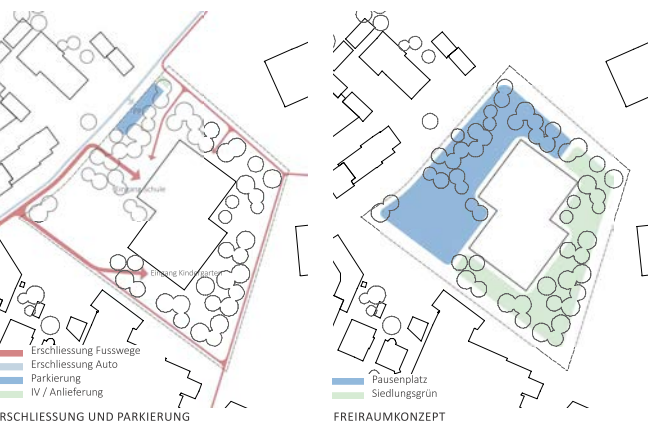 Eingang Schule
Eingang Kindergarten
Erschliessung Fusswege
Erschliessung Auto
Parkierung
IV / Anlieferung
RSCHLIESSUNG UND PARKIERUNG
Pausenplatz
Siedlungsgrün
FREIRAUMKONZEPT